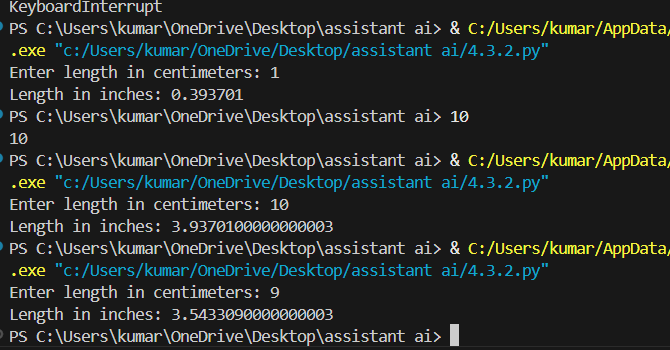 KeyboardInterrupt
PS C:\Users\kumar\OneDrive\Desktop\assistant ai> & C:/Users/kumar/AppData/
.exe "c:/Users/kumar/OneDrive/Desktop/assistant ai/4.3.2.py"
Enter length in centimeters: 1
Length in inches: 0.393701
PS C:\Users\kumar\OneDrive\Desktop\assistant ai> 10
10
PS C:\Users\kumar\OneDrive\Desktop\assistant ai> & C:/Users/kumar/AppData/
.exe "c:/Users/kumar/OneDrive/Desktop/assistant ai/4.3.2.py"
Enter length in centimeters: 10
Length in inches: 3.9370100000000003
PS C:\Users\kumar\OneDrive\Desktop\assistant ai> & C:/Users/kumar/AppData/
.exe "c:/Users/kumar/OneDrive/Desktop/assistant ai/4.3.2.py"
Enter length in centimeters: 9
Length in inches: 3.5433090000000003
PS C:\Users\kumar\OneDrive\Desktop\assistant ai>